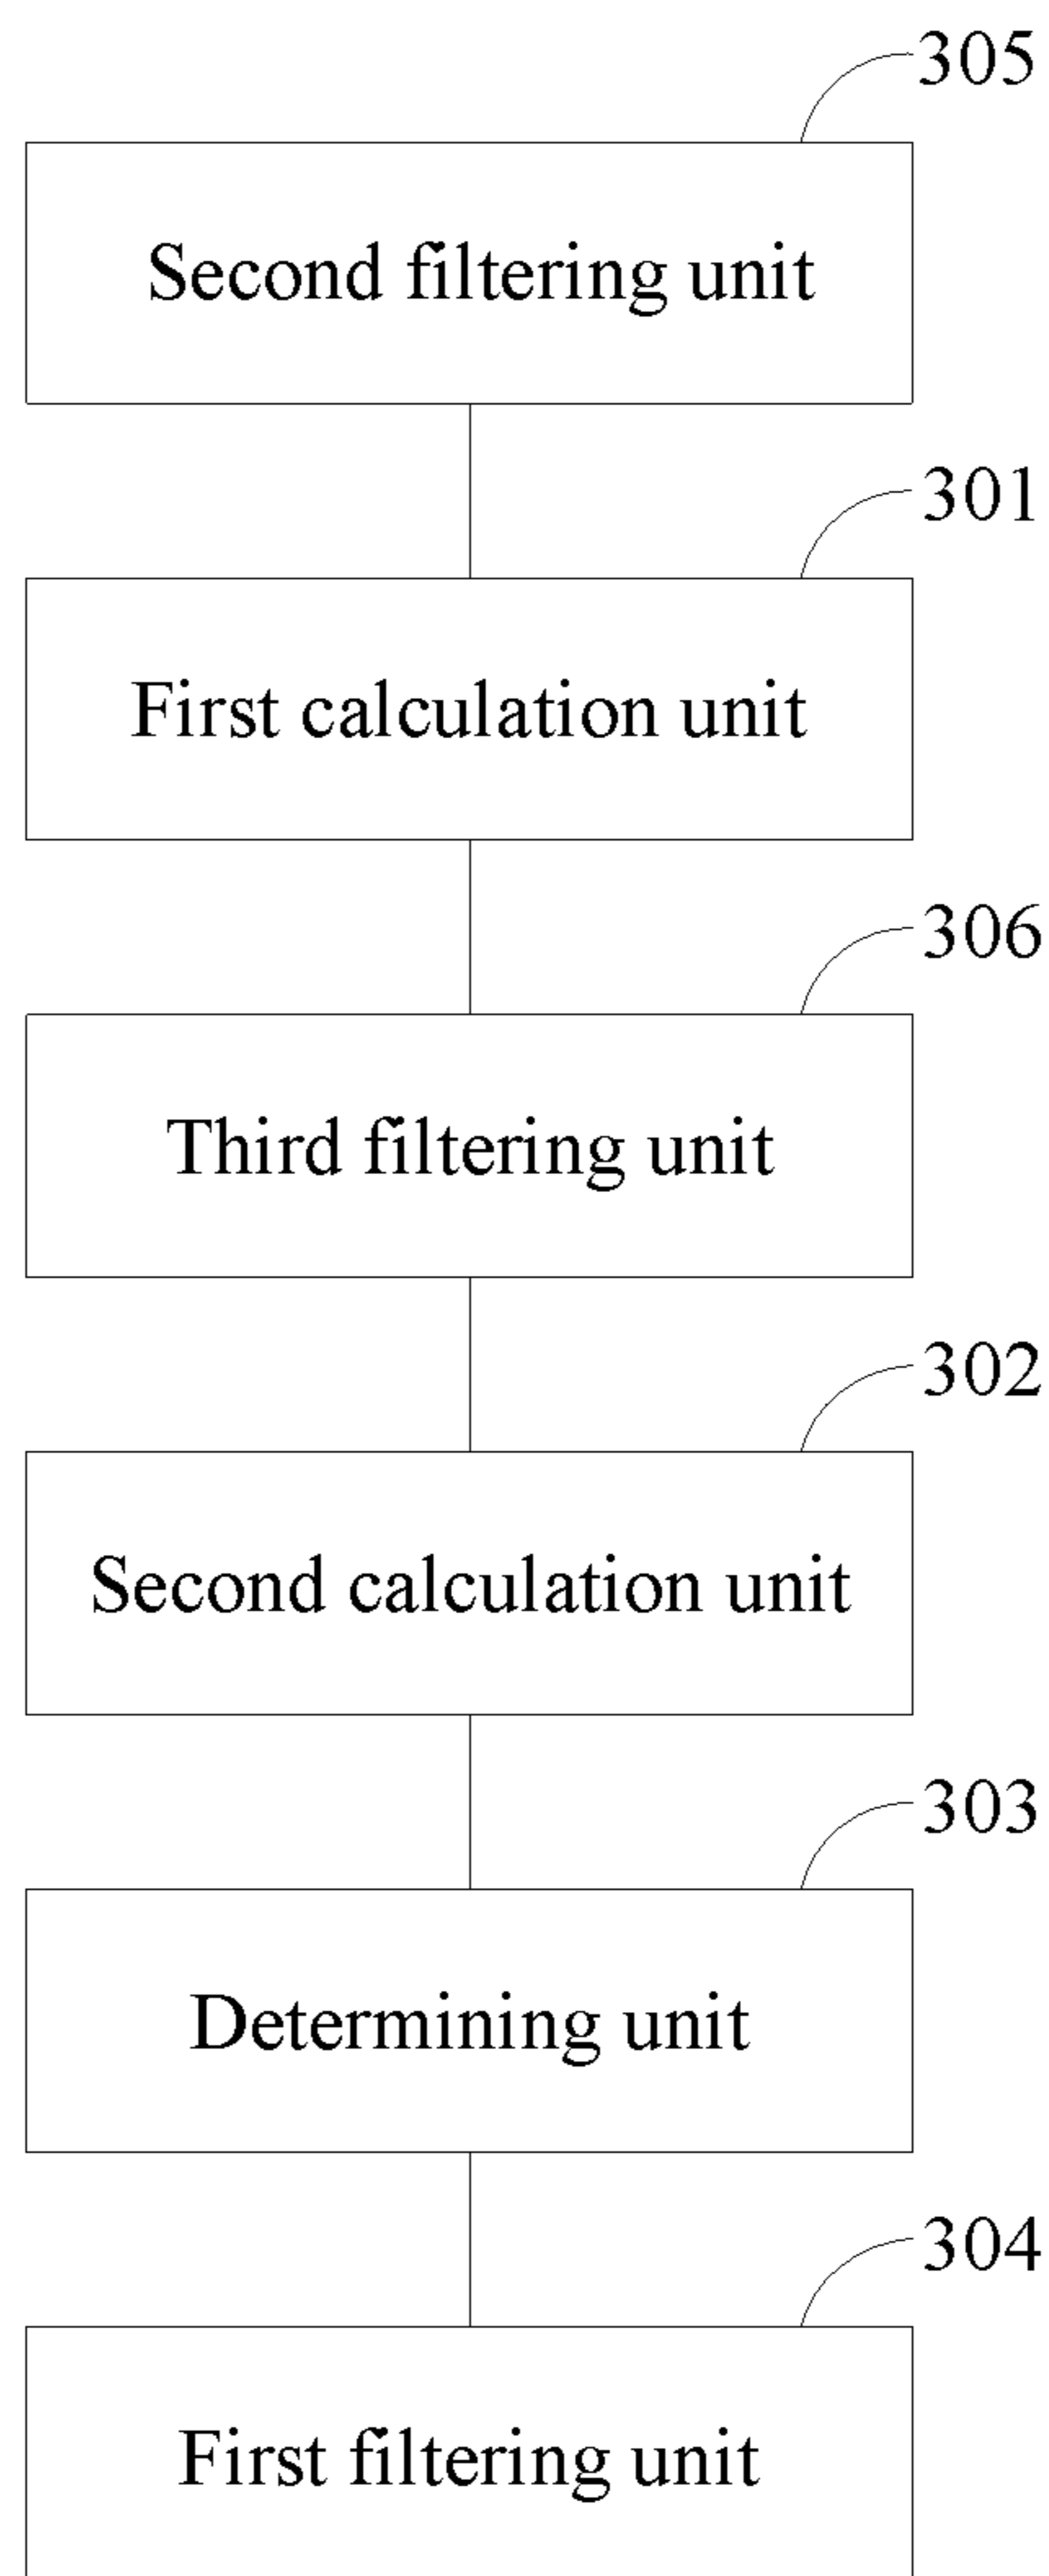 305
Second filtering unit
301
First calculation unit
306
Third filtering unit
302
Second calculation unit
303
Determining unit
304
First filtering unit